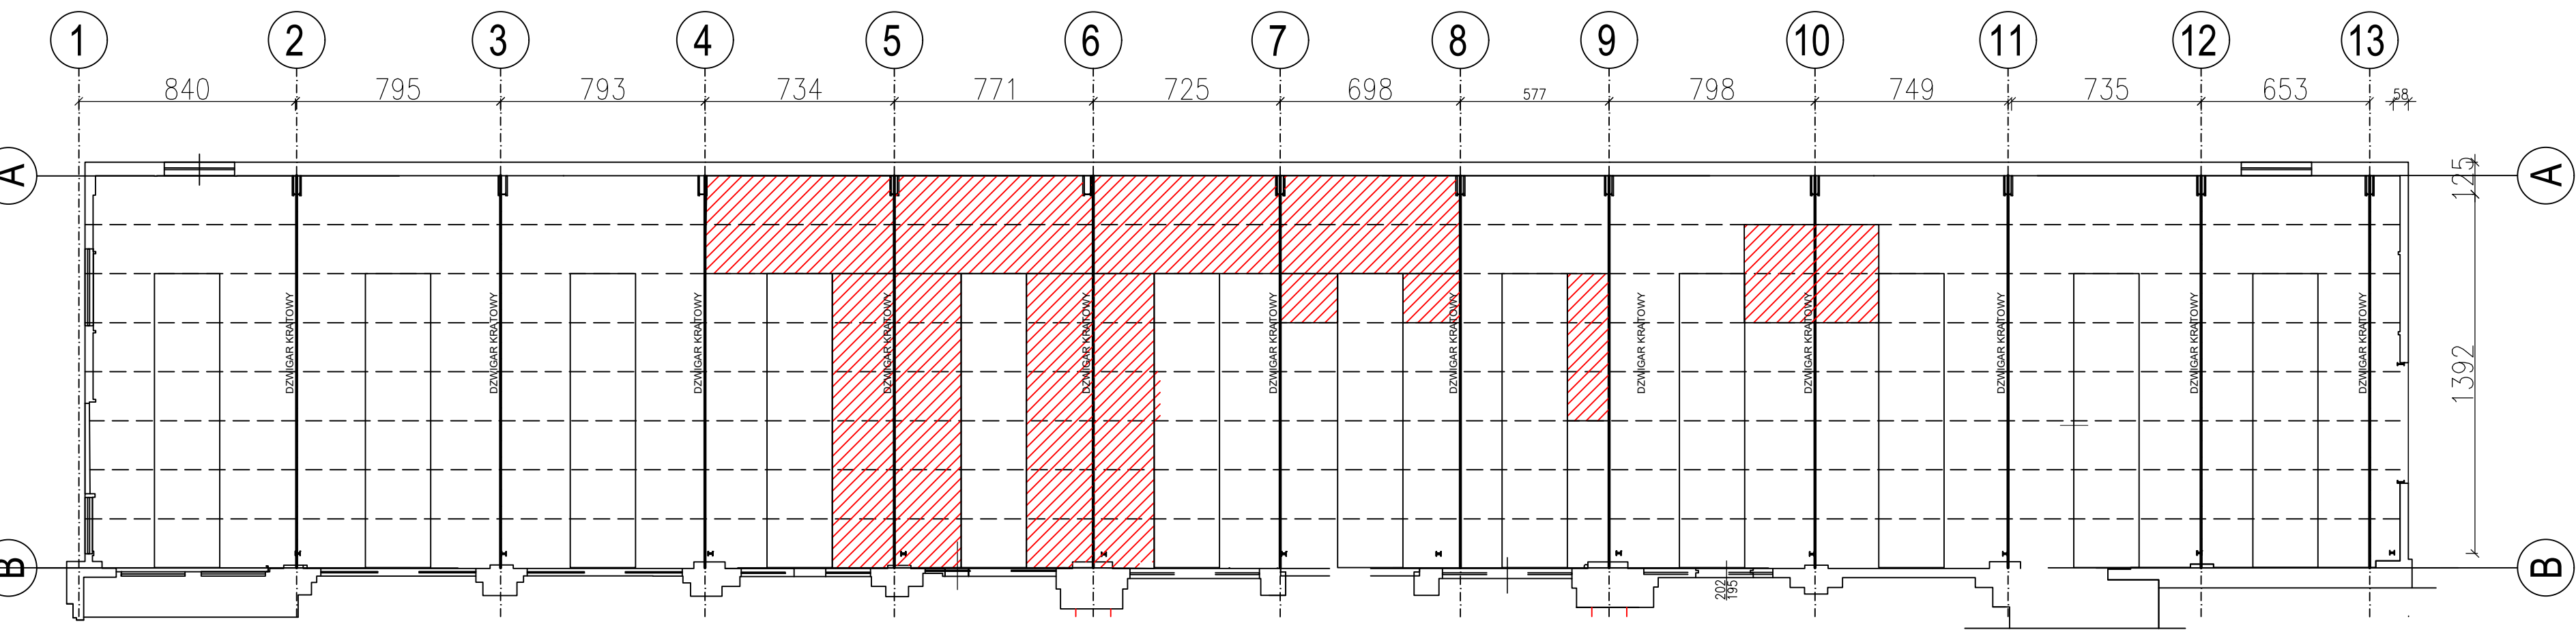 1 2 3 4 5 6 7 8 9 10 11 12 13
840 795 793 734 771 725 698 577 798 749 735 653 58
A A
125
DZWIGAR KRATOWY DZWIGAR KRATOWY DZWIGAR KRATOWY DZWIGAR KRATOWY DZWIGAR KRATOWY DZWIGAR KRATOWY DZWIGAR KRATOWY DZWIGAR KRATOWY DZWIGAR KRATOWY DZWIGAR KRATOWY DZWIGAR KRATOWY DZWIGAR KRATOWY
1392
B B
202
195